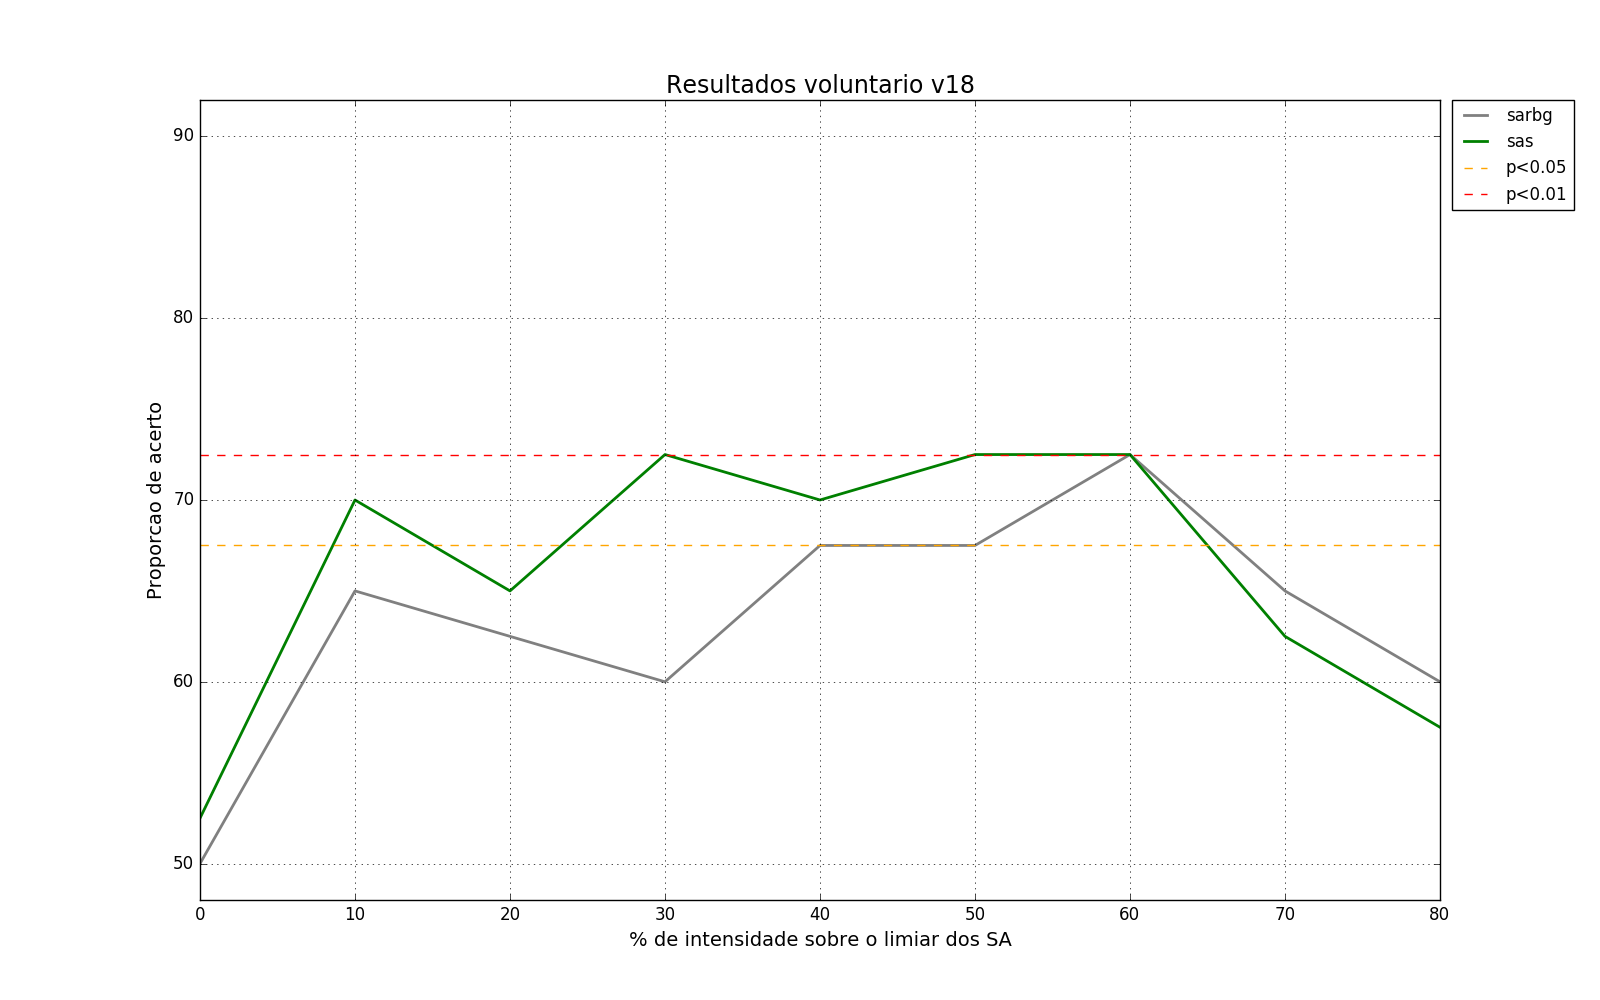 Resultados voluntario v18
sarbg
sas
p<0.05
p<0.01
90
80
70
60
50
Proporcao de acerto
0 10 20 30 40 50 60 70 80
% de intensidade sobre o limiar dos SA